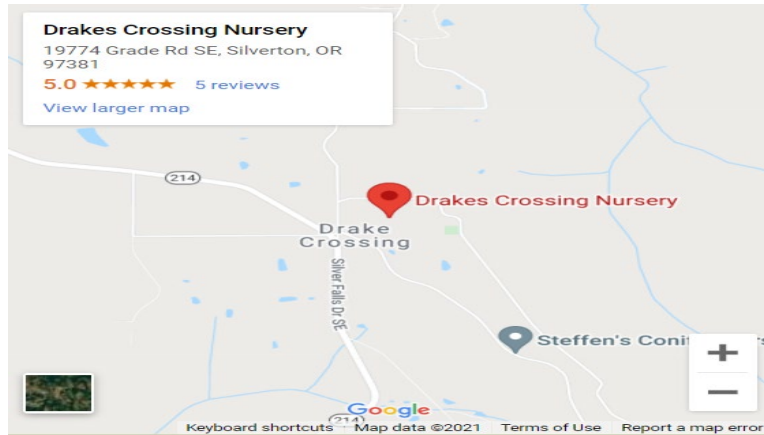 Drakes Crossing Nursery
19774 Grade Rd SE, Silverton, OR
97381
5.0 ★★★★★ 5 reviews
View larger map
214
Drakes Crossing Nursery
Drake
Crossing
Silver Falls Dr SE
Steffen's
+
−
Google
214
Keyboard shortcuts Map data ©2021 Terms of Use Report a map error